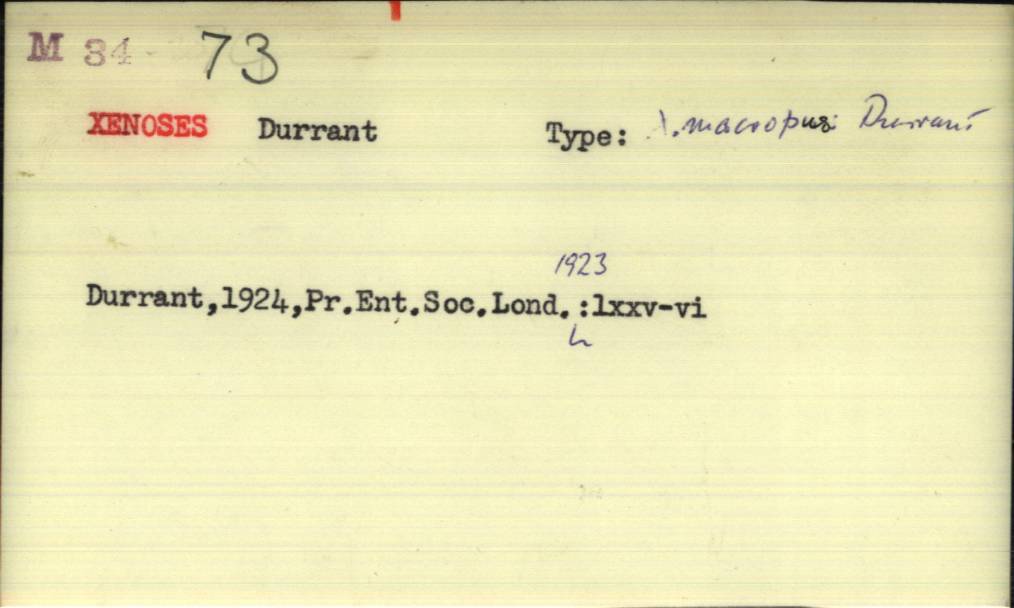 M 34 73
XENOSES Durrant Type: X. macropus Durrant
1923
Durrant,1924,Pr.Ent.Soc.Lond.:lxxv-vi